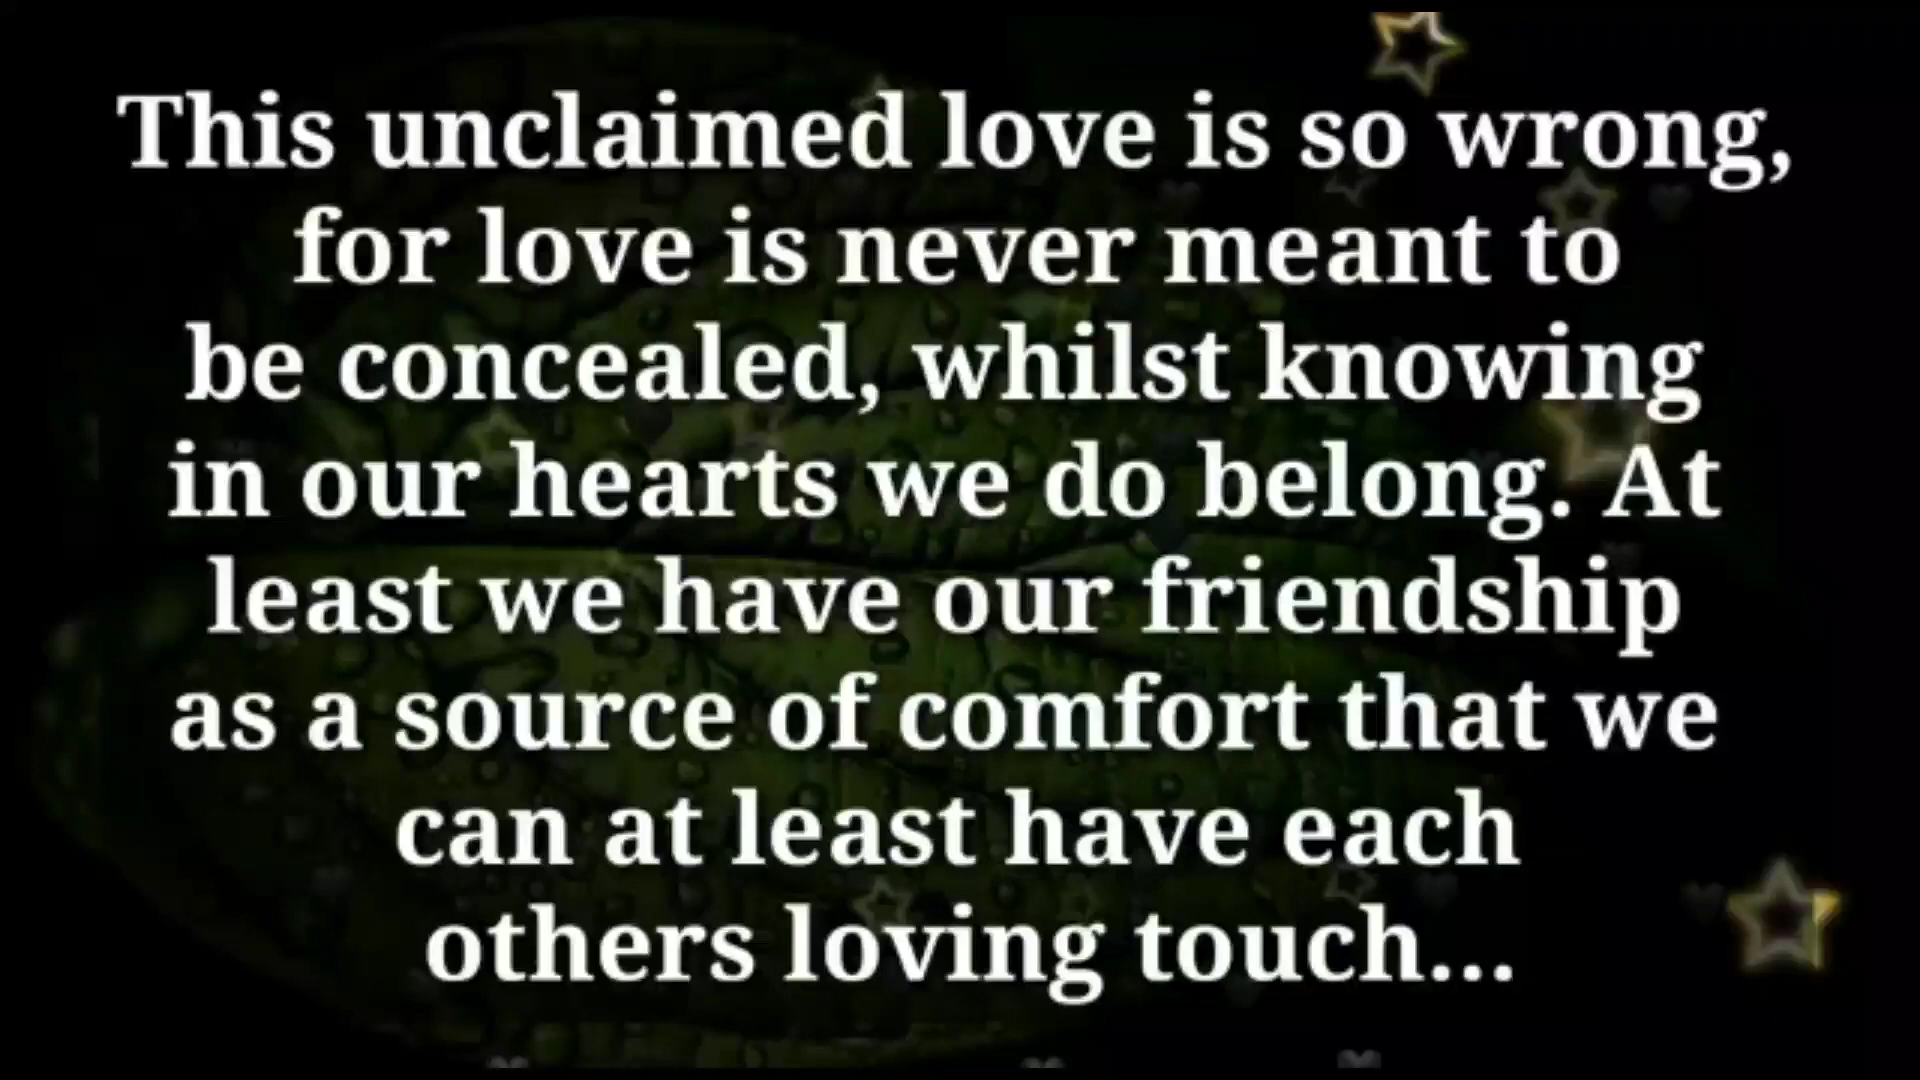 This unclaimed love is so wrong,
for love is never meant to
be concealed, whilst knowing
in our hearts we do belong. At
least we have our friendship
as a source of comfort that we
can at least have each
others loving touch...